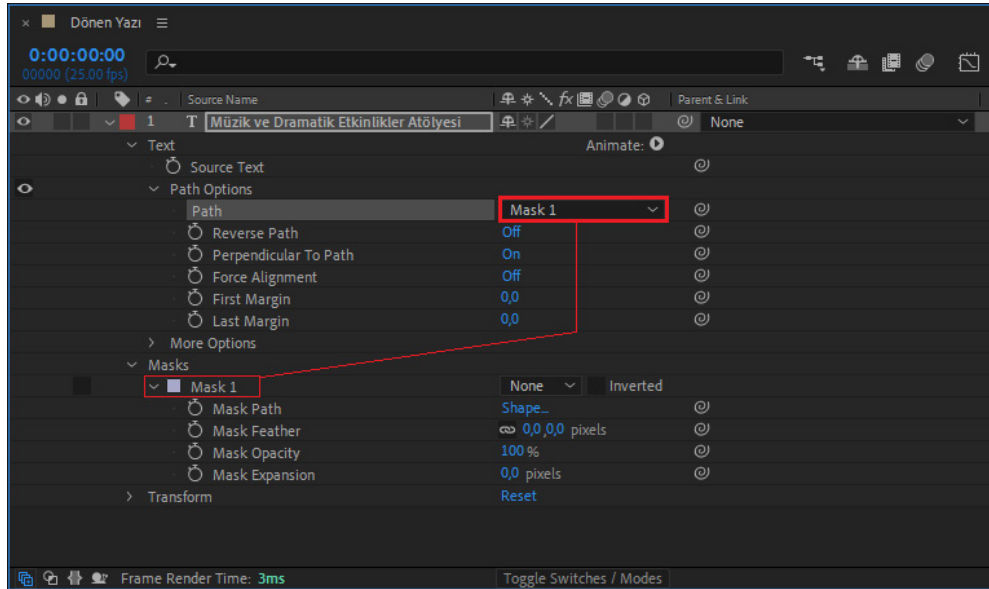 × Dönen Yazı ≡
0:00:00:00
00000 (25.00 fps)
# . Source Name fx Parent & Link
1 T Müzik ve Dramatik Etkinlikler Atölyesi None
Text Animate:
Source Text
Path Options
Path Mask 1
Reverse Path Off
Perpendicular To Path On
Force Alignment Off
First Margin 0,0
Last Margin 0,0
More Options
Masks
Mask 1 None Inverted
Mask Path Shape...
Mask Feather 0,0,0,0 pixels
Mask Opacity 100 %
Mask Expansion 0,0 pixels
Transform Reset
Frame Render Time: 3ms Toggle Switches / Modes